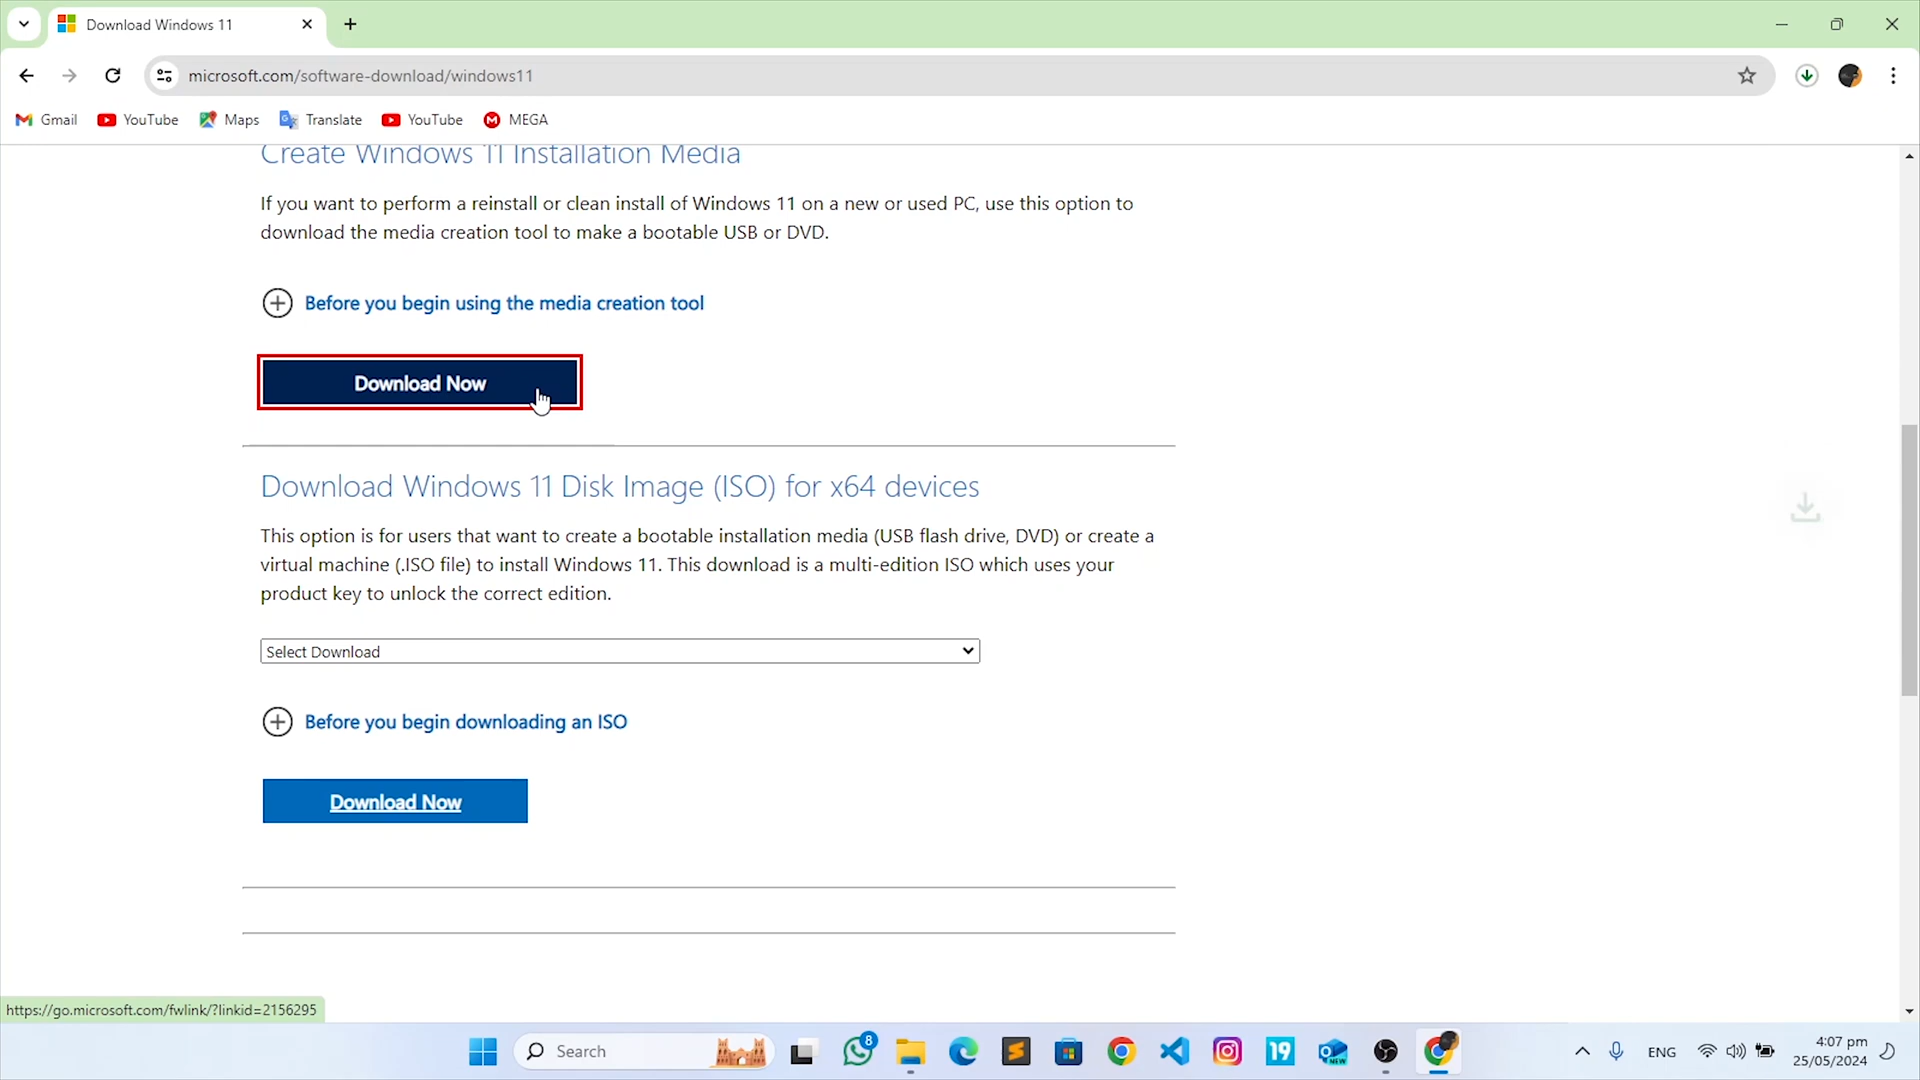 Download Windows 11
microsoft.com/software-download/windows11
Gmail YouTube Maps Translate YouTube MEGA
Create Windows 11 Installation Media
If you want to perform a reinstall or clean install of Windows 11 on a new or used PC, use this option to
download the media creation tool to make a bootable USB or DVD.
Before you begin using the media creation tool
Download Now
Download Windows 11 Disk Image (ISO) for x64 devices
This option is for users that want to create a bootable installation media (USB flash drive, DVD) or create a
virtual machine (.ISO file) to install Windows 11. This download is a multi-edition ISO which uses your
product key to unlock the correct edition.
Select Download
Before you begin downloading an ISO
Download Now
https://go.microsoft.com/fwlink/?linkid=2156295
Search 8 19 NEW ENG 4:07 pm
25/05/2024